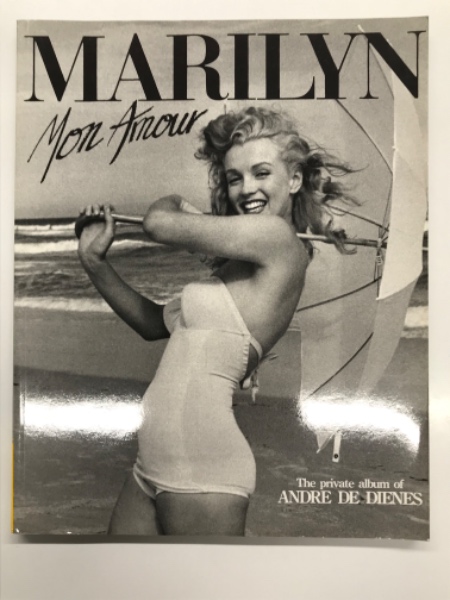 MARILYN
Mon Amour
The private album of
ANDRE DE DIENES